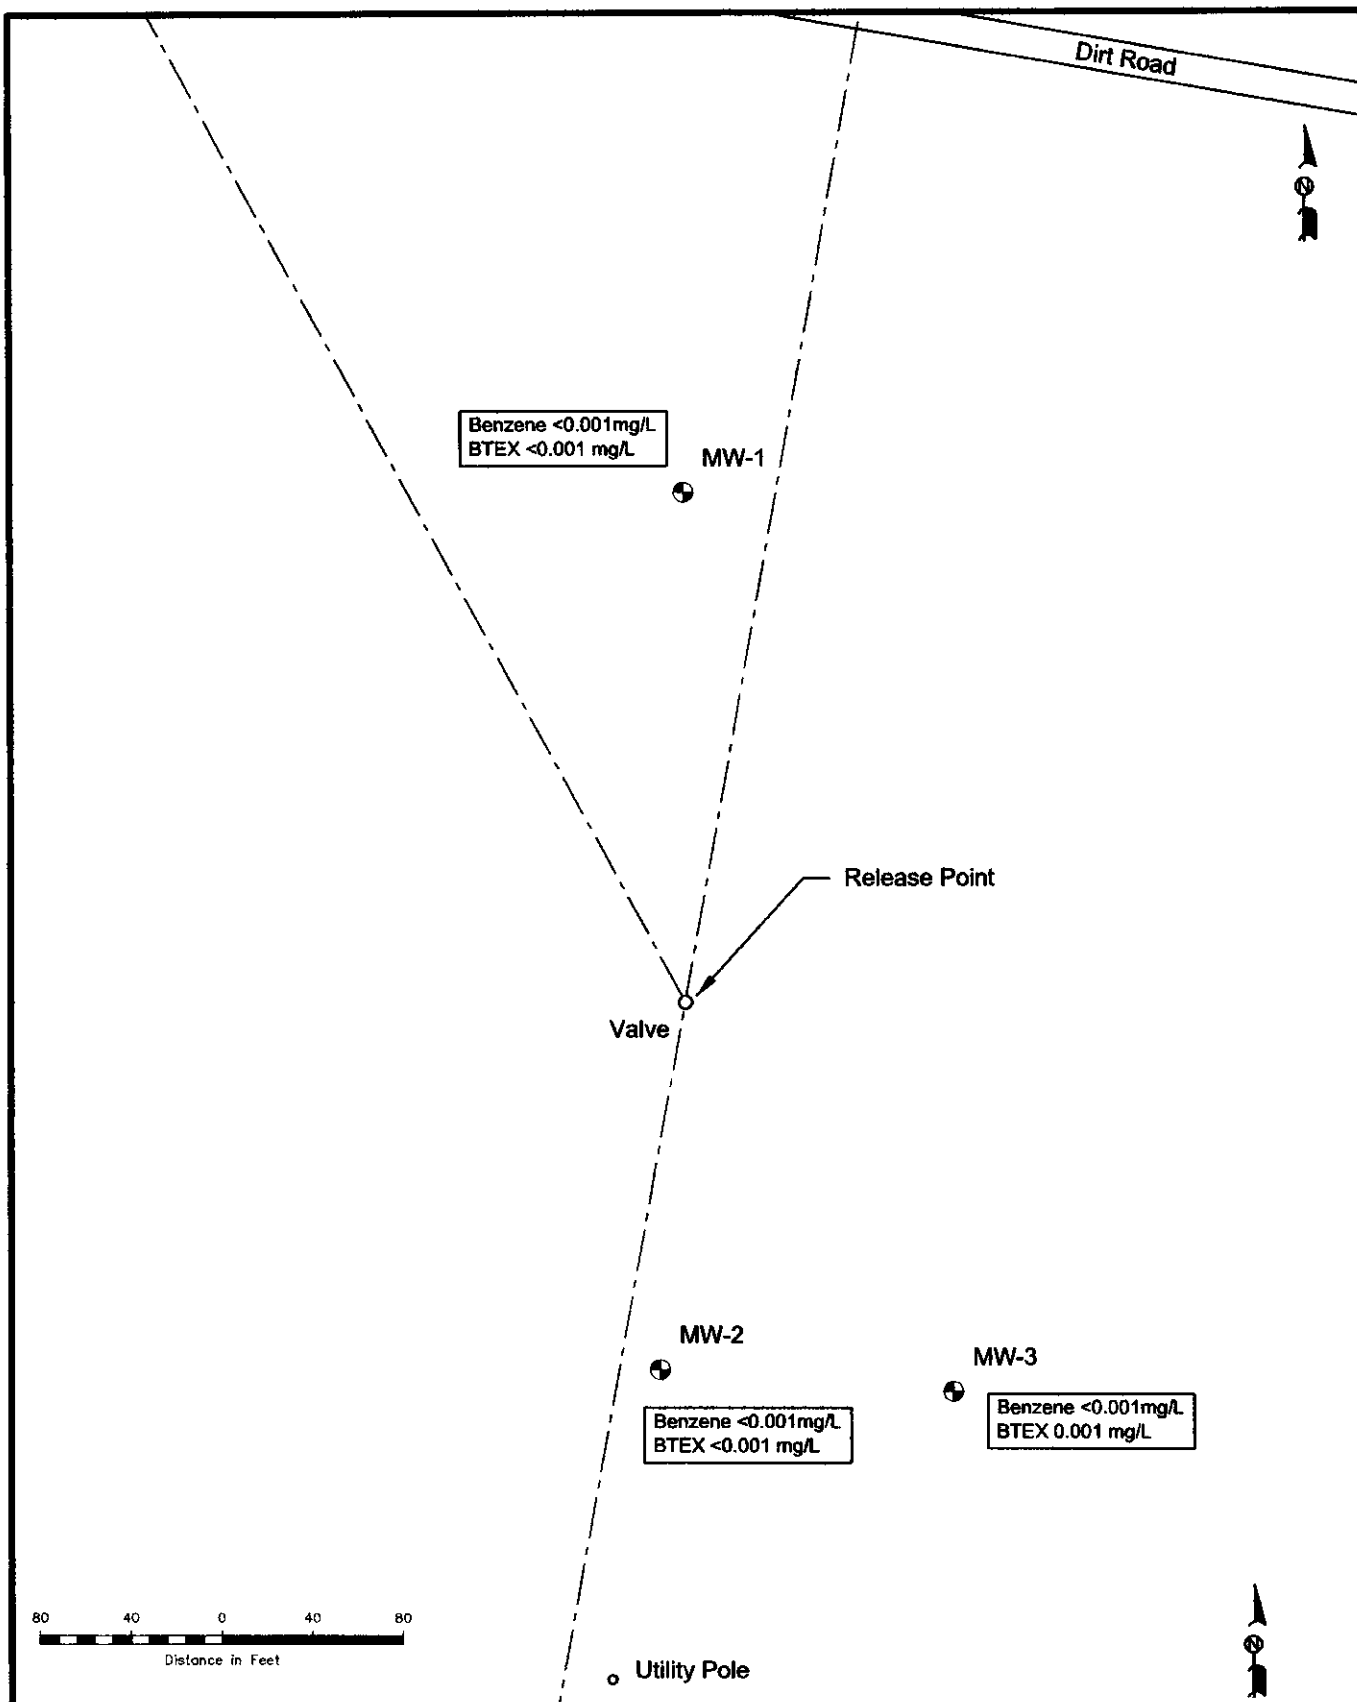 Dirt Road
N
Benzene <0.001mg/L
BTEX <0.001 mg/L
MW-1
Release Point
Valve
MW-2
MW-3
Benzene <0.001mg/L
BTEX <0.001 mg/L
Benzene <0.001mg/L
BTEX 0.001 mg/L
80 40 0 40 80
Distance in Feet
N
Utility Pole